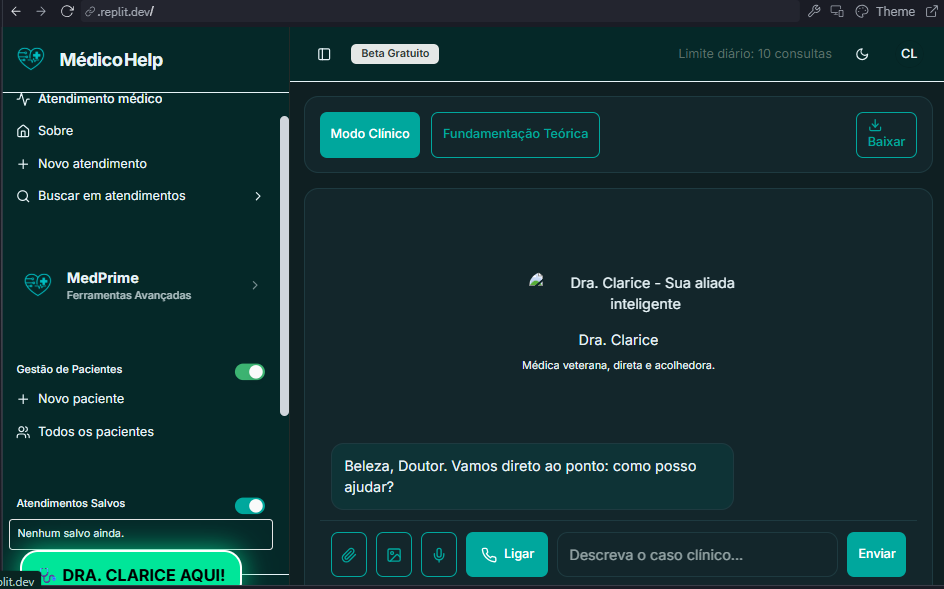 .replit.dev/
Theme
MédicoHelp
Beta Gratuito
Limite diário: 10 consultas
CL
Atendimento médico
Sobre
Novo atendimento
Buscar em atendimentos
MedPrime
Ferramentas Avançadas
Gestão de Pacientes
Novo paciente
Todos os pacientes
Atendimentos Salvos
Nenhum salvo ainda.
DRA. CLARICE AQUI!
plit.dev
Modo Clínico
Fundamentação Teórica
Baixar
Dra. Clarice - Sua aliada
inteligente
Dra. Clarice
Médica veterana, direta e acolhedora.
Beleza, Doutor. Vamos direto ao ponto: como posso
ajudar?
Ligar
Descreva o caso clínico...
Enviar